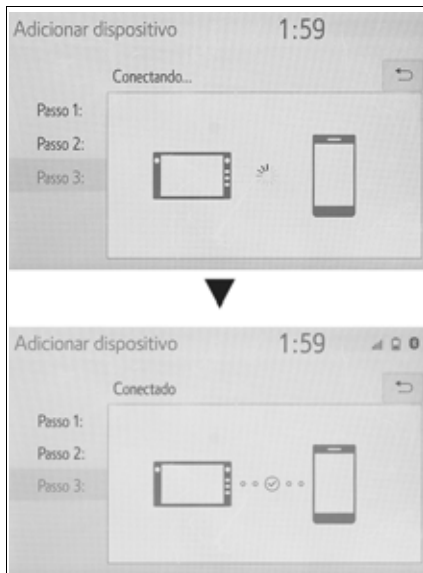 Adicionar dispositivo 1:59
Conectando...
Passo 1:
Passo 2:
Passo 3:
Adicionar dispositivo 1:59
Conectado
Passo 1:
Passo 2:
Passo 3: